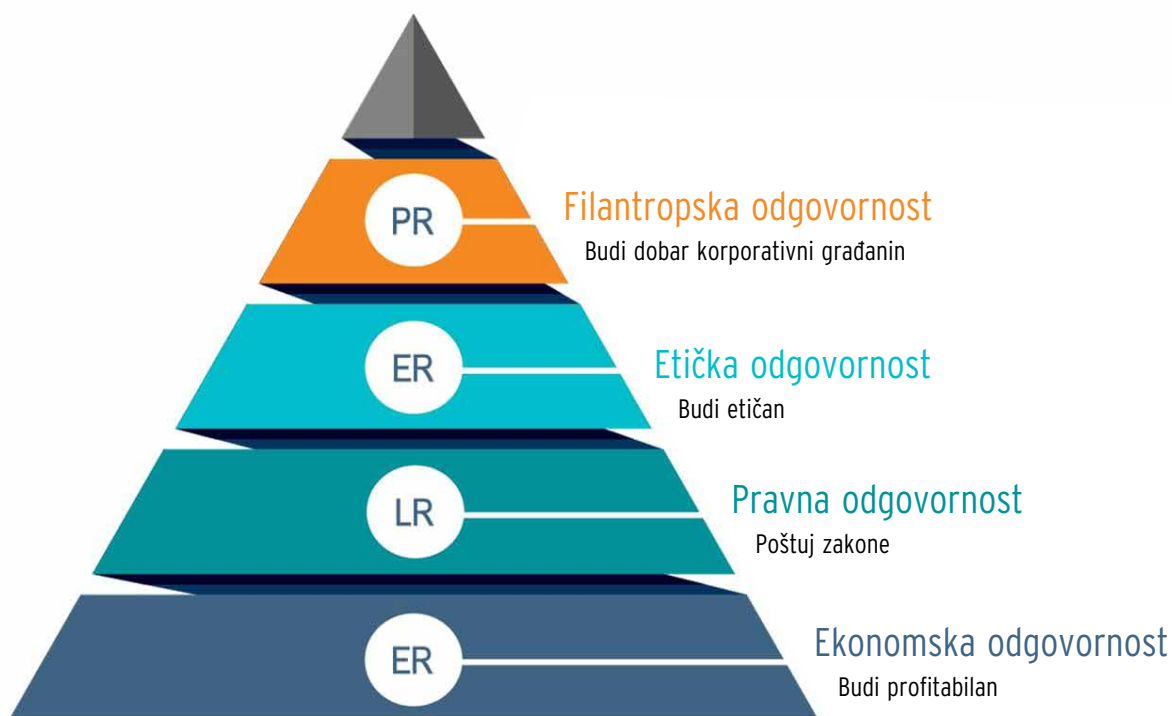 PR
Filantropska odgovornost
Budi dobar korporativni građanin
ER
Etička odgovornost
Budi etičan
LR
Pravna odgovornost
Poštuj zakone
ER
Ekonomska odgovornost
Budi profitabilan